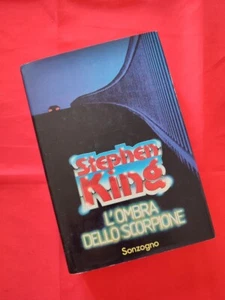 Stephen
King
L'OMBRA
DELLO SCORPIONE
Sonzogno